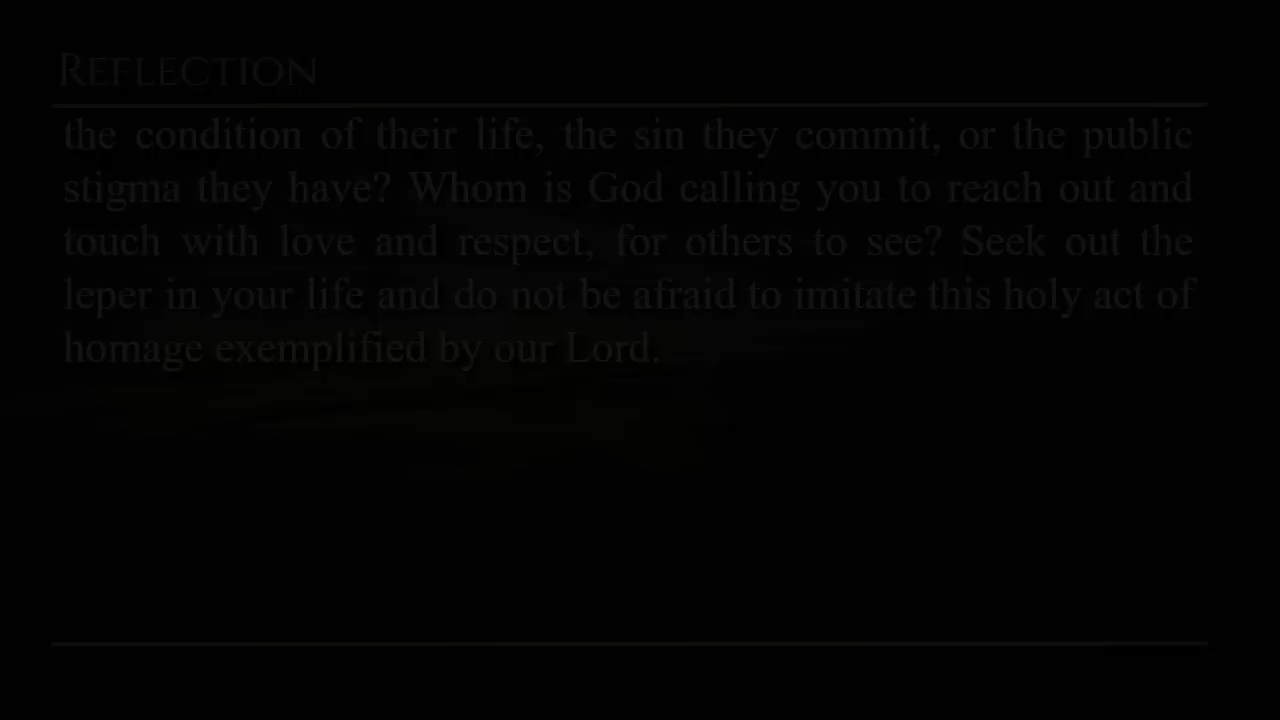 Reflection
the condition of their life, the sin they commit, or the public
stigma they have? Whom is God calling you to reach out and
touch with love and respect, for others to see? Seek out the
leper in your life and do not be afraid to imitate this holy act of
homage exemplified by our Lord.